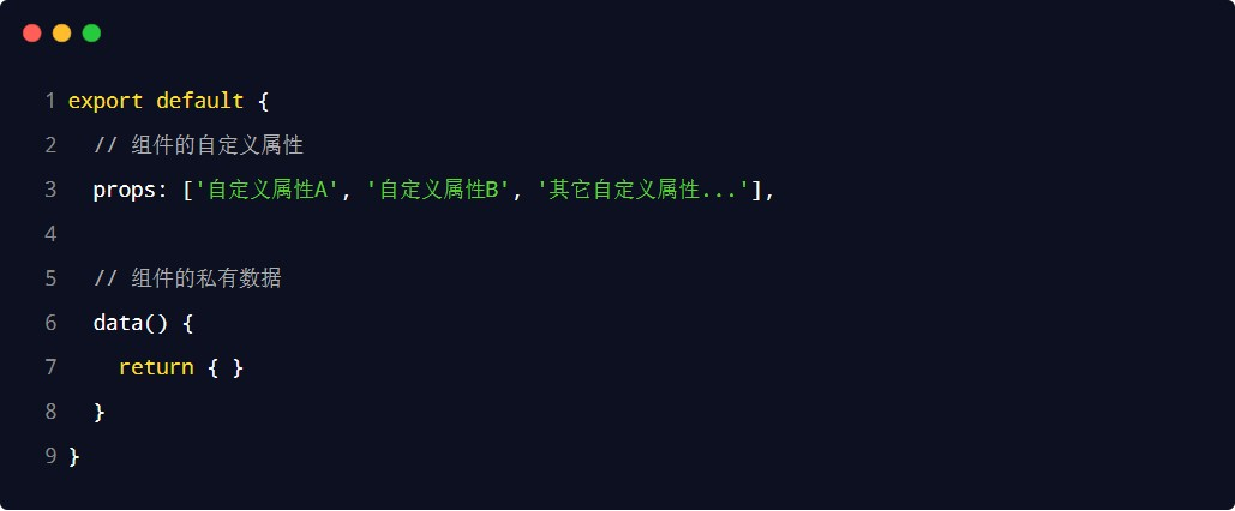 1 export default {
2 // 组件的自定义属性
3 props: ['自定义属性A', '自定义属性B', '其它自定义属性...'],
4
5 // 组件的私有数据
6 data() {
7 return { }
8 }
9 }